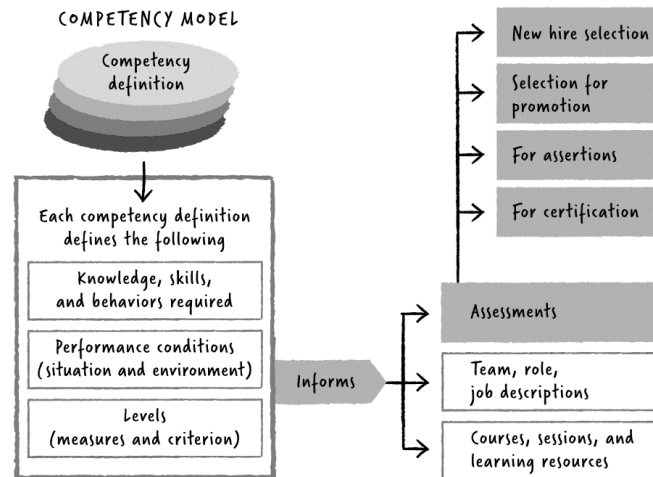 COMPETENCY MODEL
Competency
definition
Each competency definition
defines the following
Knowledge, skills,
and behaviors required
Performance conditions
(situation and environment)
Levels
(measures and criterion)
Informs
New hire selection
Selection for
promotion
For assertions
For certification
Assessments
Team, role,
job descriptions
Courses, sessions, and
learning resources